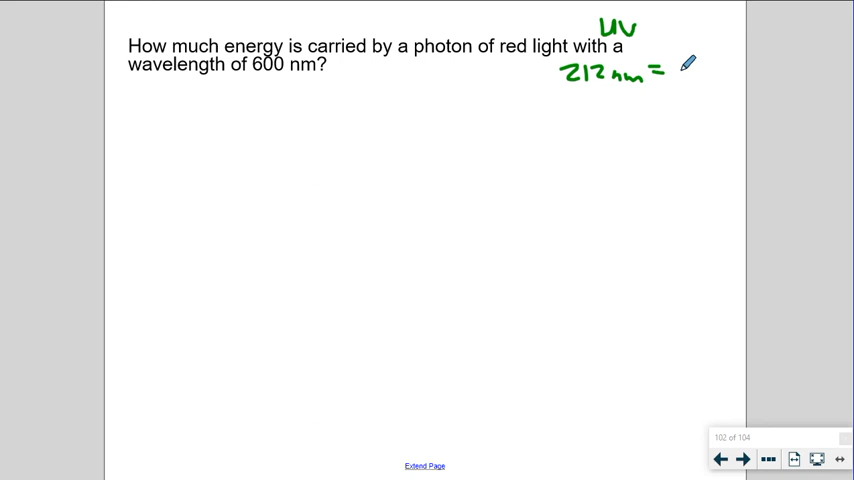 UV
How much energy is carried by a photon of red light with a
wavelength of 600 nm?
212 nm =
102 of 104
Extend Page